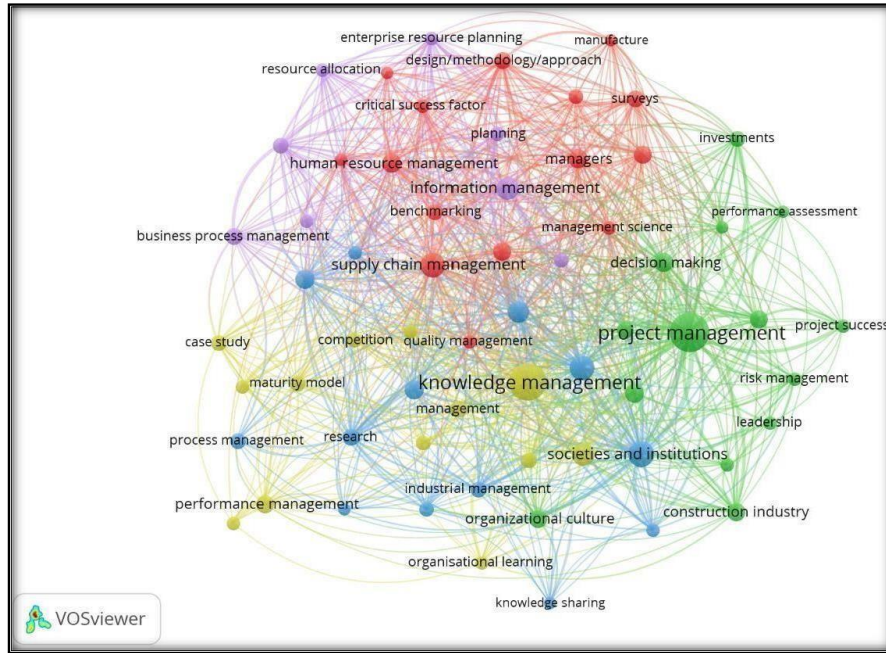 enterprise resource planning
manufacture
design/methodology/approach
resource allocation
critical success factor
surveys
planning
investments
human resource management
managers
information management
benchmarking
performance assessment
management science
business process management
supply chain management
decision making
project management
project success
case study
competition
quality management
knowledge management
risk management
maturity model
management
leadership
process management
research
societies and institutions
industrial management
performance management
organizational culture
construction industry
organisational learning
knowledge sharing
VOSviewer